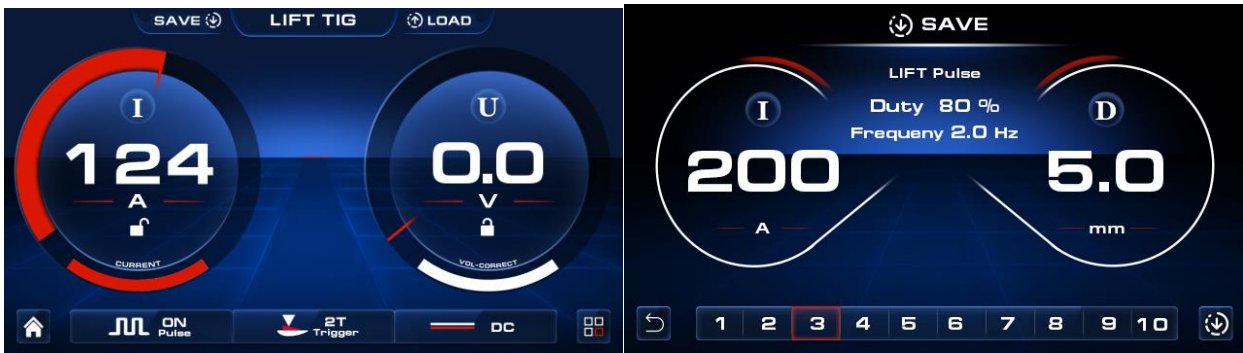 SAVE
LIFT TIG
LOAD
I
124
A
CURRENT
U
0.0
V
VOL-CORRECT
ON
Pulse
2T
Trigger
DC
SAVE
LIFT Pulse
Duty 80 %
Frequeny 2.0 Hz
I
200
A
D
5.0
mm
1 2 3 4 5 6 7 8 9 10